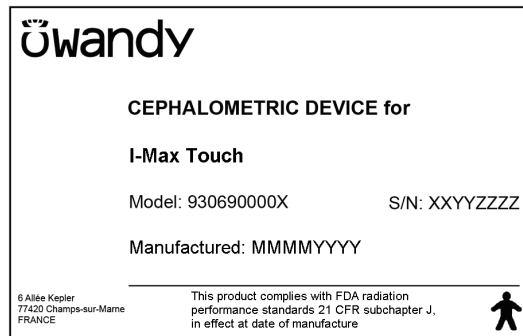 Owandy
CEPHALOMETRIC DEVICE for
I-Max Touch
Model: 930690000X
S/N: XXYYZZZZ
Manufactured: MMMMYYYY
6 Allée Kepler
77420 Champs-sur-Marne
FRANCE
This product complies with FDA radiation
performance standards 21 CFR subchapter J,
in effect at date of manufacture